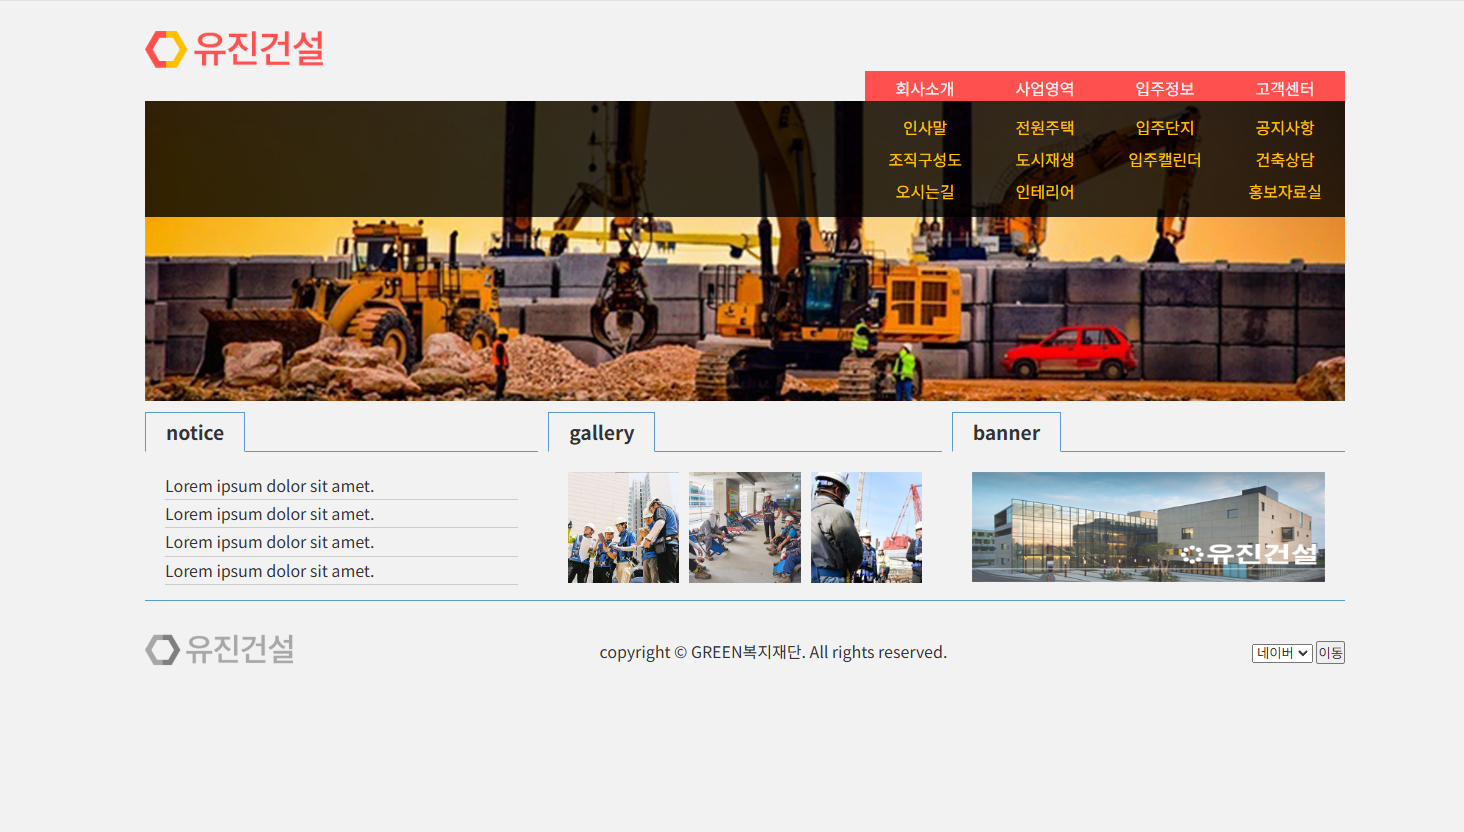 유진건설
회사소개 사업영역 입주정보 고객센터
인사말 전원주택 입주단지 공지사항
조직구성도 도시재생 입주캘린더 건축상담
오시는길 인테리어 홍보자료실
notice gallery banner
Lorem ipsum dolor sit amet.
Lorem ipsum dolor sit amet.
Lorem ipsum dolor sit amet.
Lorem ipsum dolor sit amet.
유진건설
유진건설 copyright © GREEN복지재단. All rights reserved. 네이버 이동